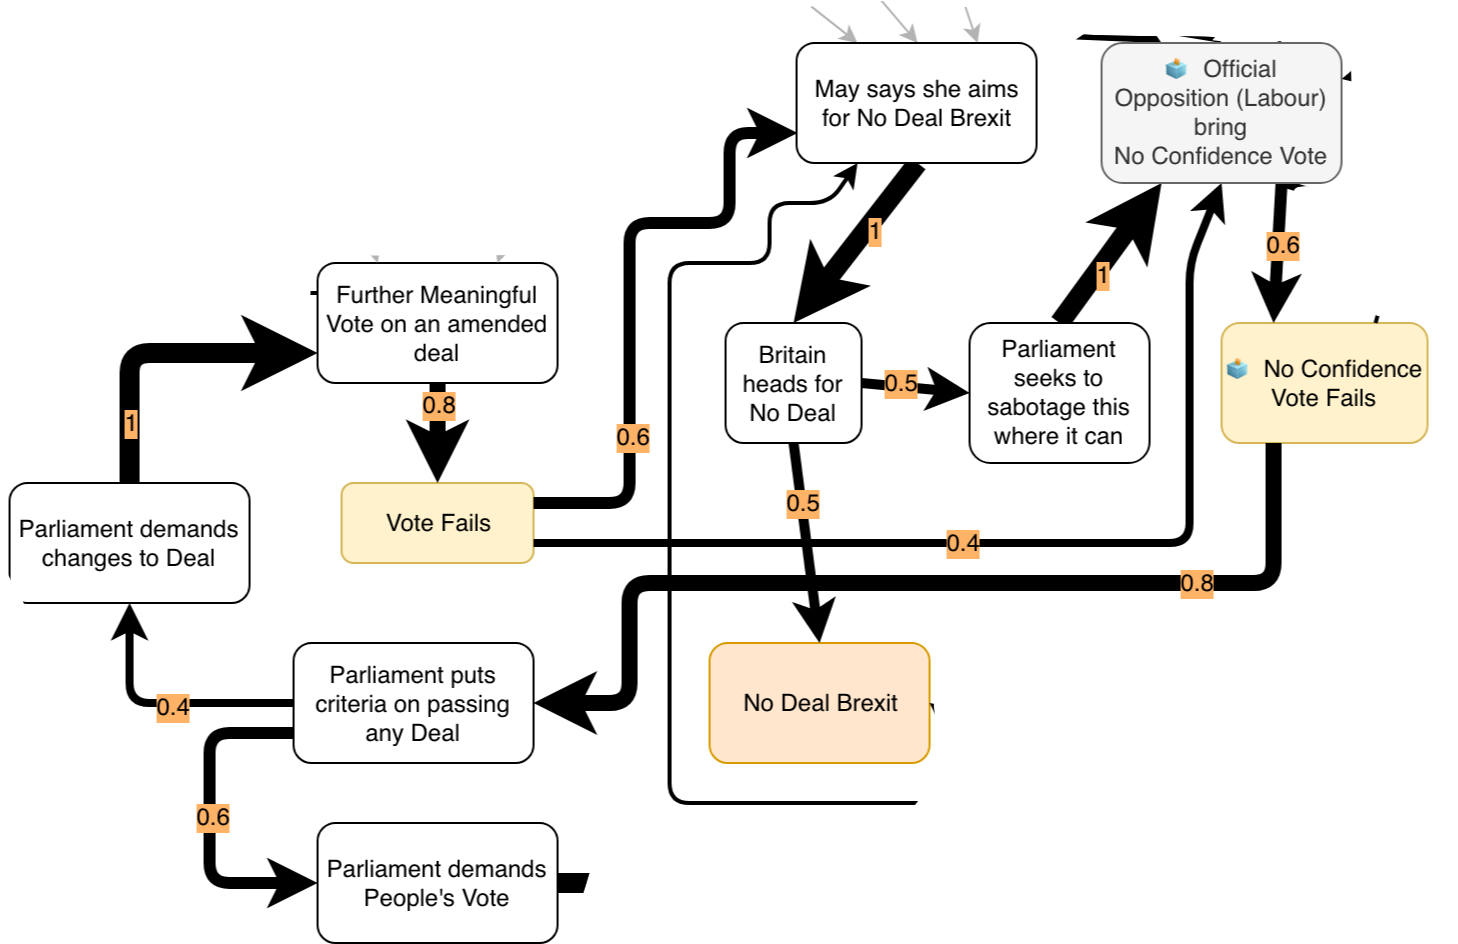 May says she aims
for No Deal Brexit
Official
Opposition (Labour)
bring
No Confidence Vote
1
1
0.6
Further Meaningful
Vote on an amended
deal
Britain
heads for
No Deal
0.5
Parliament
seeks to
sabotage this
where it can
No Confidence
Vote Fails
1
0.8
0.6
Parliament demands
changes to Deal
Vote Fails
0.5
0.4
0.8
0.4
Parliament puts
criteria on passing
any Deal
No Deal Brexit
0.6
Parliament demands
People's Vote